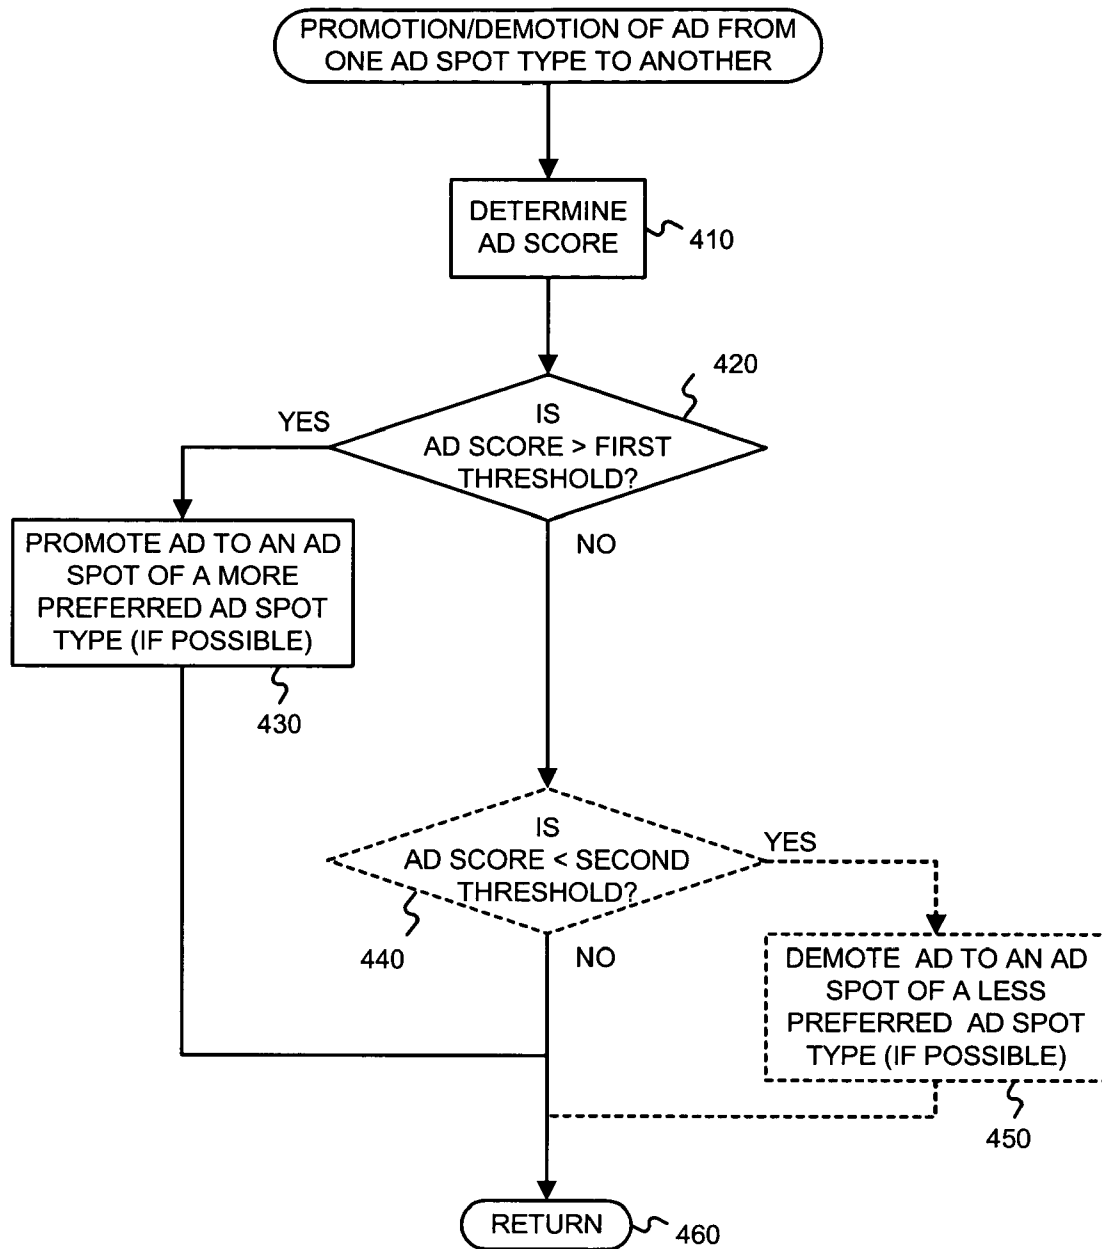 PROMOTION/DEMOTION OF AD FROM
ONE AD SPOT TYPE TO ANOTHER
DETERMINE
AD SCORE
410
420
IS
AD SCORE > FIRST
THRESHOLD?
YES
NO
PROMOTE AD TO AN AD
SPOT OF A MORE
PREFERRED AD SPOT
TYPE (IF POSSIBLE)
430
IS
AD SCORE < SECOND
THRESHOLD?
YES
440
NO
DEMOTE AD TO AN AD
SPOT OF A LESS
PREFERRED AD SPOT
TYPE (IF POSSIBLE)
450
RETURN
460